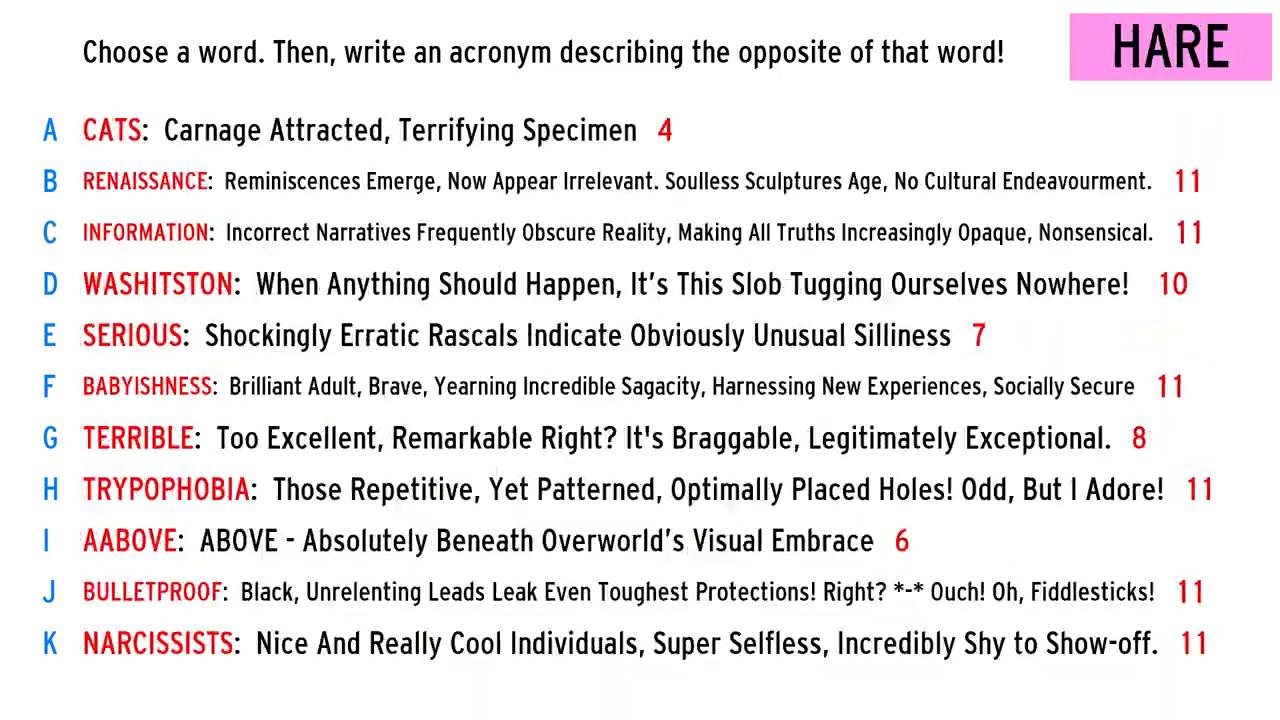 Choose a word. Then, write an acronym describing the opposite of that word!
HARE
A CATS: Carnage Attracted, Terrifying Specimen 4
B RENAISSANCE: Reminiscences Emerge, Now Appear Irrelevant. Soulless Sculptures Age, No Cultural Endeavourment. 11
C INFORMATION: Incorrect Narratives Frequently Obscure Reality, Making All Truths Increasingly Opaque, Nonsensical. 11
D WASHITSTON: When Anything Should Happen, It's This Slob Tugging Ourselves Nowhere! 10
E SERIOUS: Shockingly Erratic Rascals Indicate Obviously Unusual Silliness 7
F BABYISHNESS: Brilliant Adult, Brave, Yearning Incredible Sagacity, Harnessing New Experiences, Socially Secure 11
G TERRIBLE: Too Excellent, Remarkable Right? It's Braggable, Legitimately Exceptional. 8
H TRYPOPHOBIA: Those Repetitive, Yet Patterned, Optimally Placed Holes! Odd, But I Adore! 11
I AABOVE: ABOVE - Absolutely Beneath Overworld's Visual Embrace 6
J BULLETPROOF: Black, Unrelenting Leads Leak Even Toughest Protections! Right? *-* Ouch! Oh, Fiddlesticks! 11
K NARCISSISTS: Nice And Really Cool Individuals, Super Selfless, Incredibly Shy to Show-off. 11